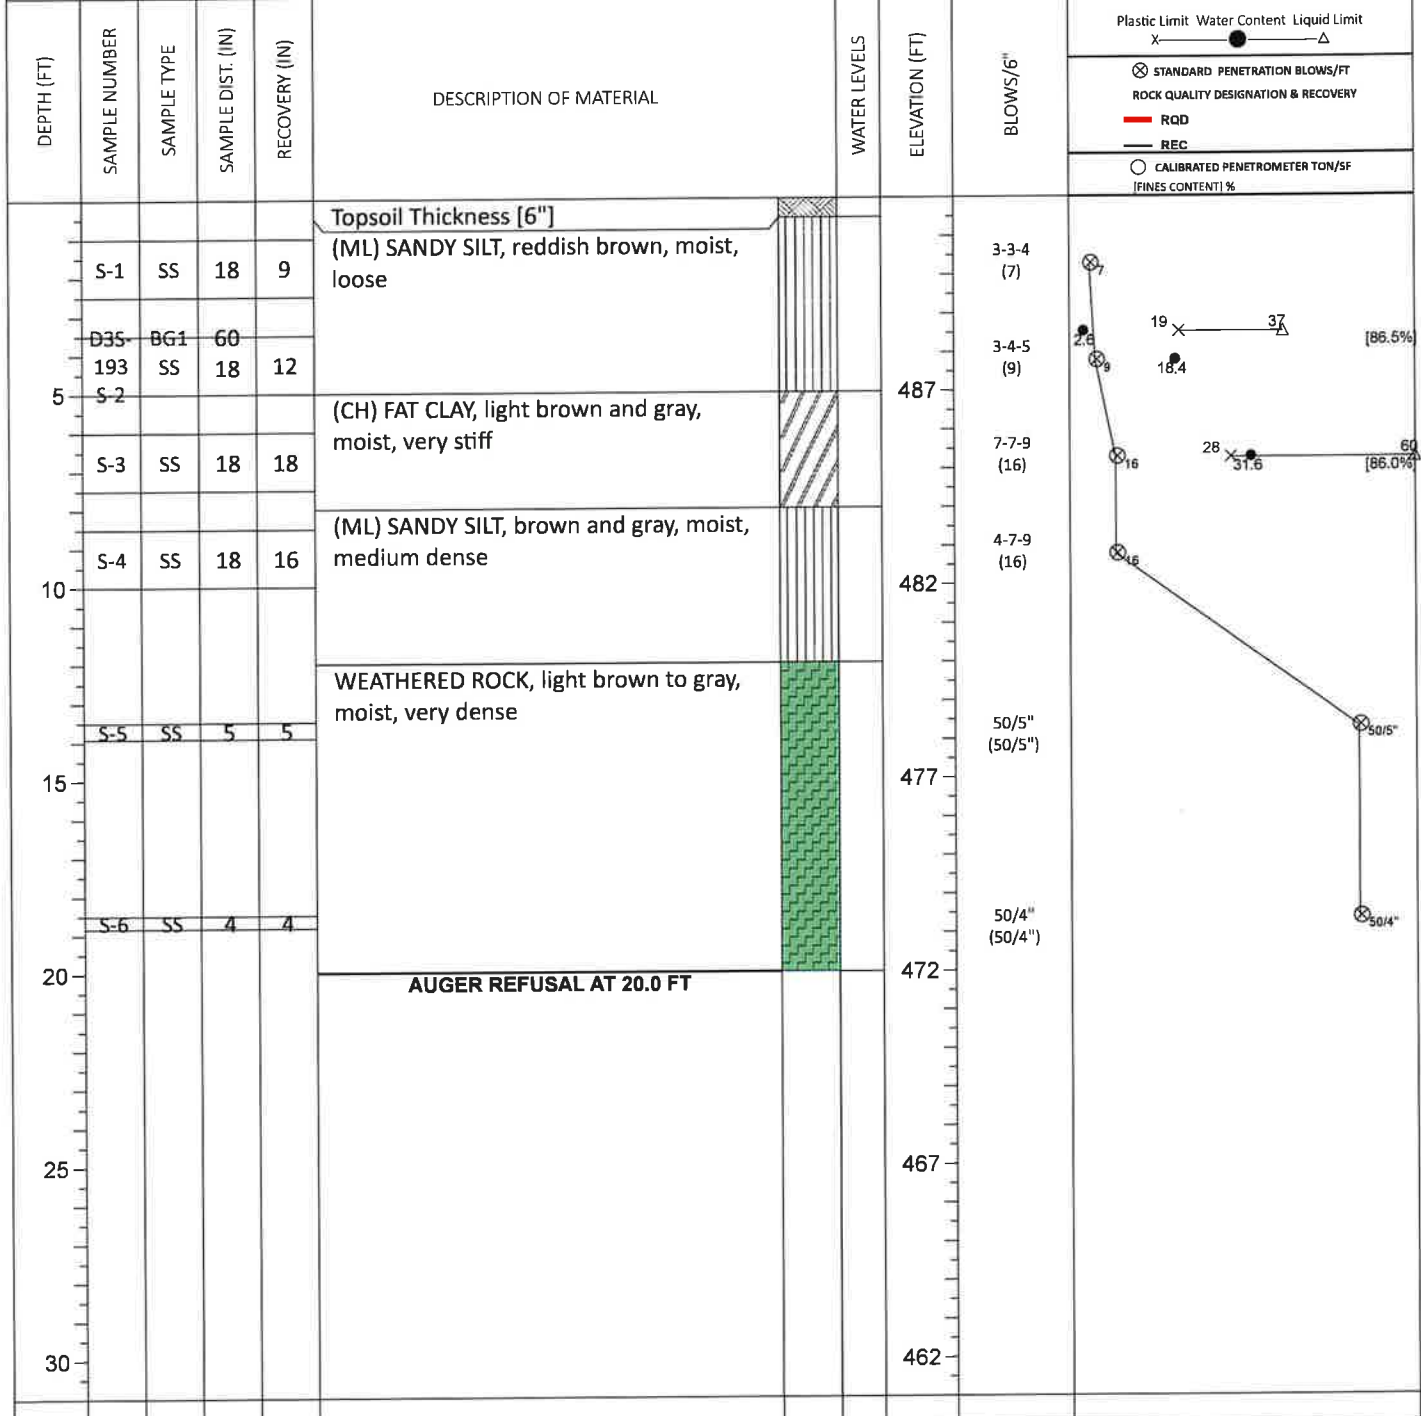 DEPTH (FT)
SAMPLE NUMBER
SAMPLE TYPE
SAMPLE DIST. (IN)
RECOVERY (IN)
DESCRIPTION OF MATERIAL
WATER LEVELS
ELEVATION (FT)
BLOWS/6"
Plastic Limit Water Content Liquid Limit
X Δ
STANDARD PENETRATION BLOWS/FT
ROCK QUALITY DESIGNATION & RECOVERY
RQD
REC
CALIBRATED PENETROMETER TON/SF
[FINES CONTENT] %
Topsoil Thickness [6"]
(ML) SANDY SILT, reddish brown, moist,
loose
S-1 SS 18 9
3-3-4
(7)
7
D3S- BG1 60
193 SS 18 12
S-2
3-4-5
(9)
2.6
9
19 37
18.4
[86.5%]
5
487
(CH) FAT CLAY, light brown and gray,
moist, very stiff
S-3 SS 18 18
7-7-9
(16)
16
28 60
31.6
[86.0%]
(ML) SANDY SILT, brown and gray, moist,
medium dense
S-4 SS 18 16
4-7-9
(16)
16
10
482
WEATHERED ROCK, light brown to gray,
moist, very dense
S-5 SS 5 5
50/5"
(50/5")
50/5"
15
477
S-6 SS 4 4
50/4"
(50/4")
50/4"
20
472
AUGER REFUSAL AT 20.0 FT
25
467
30
462